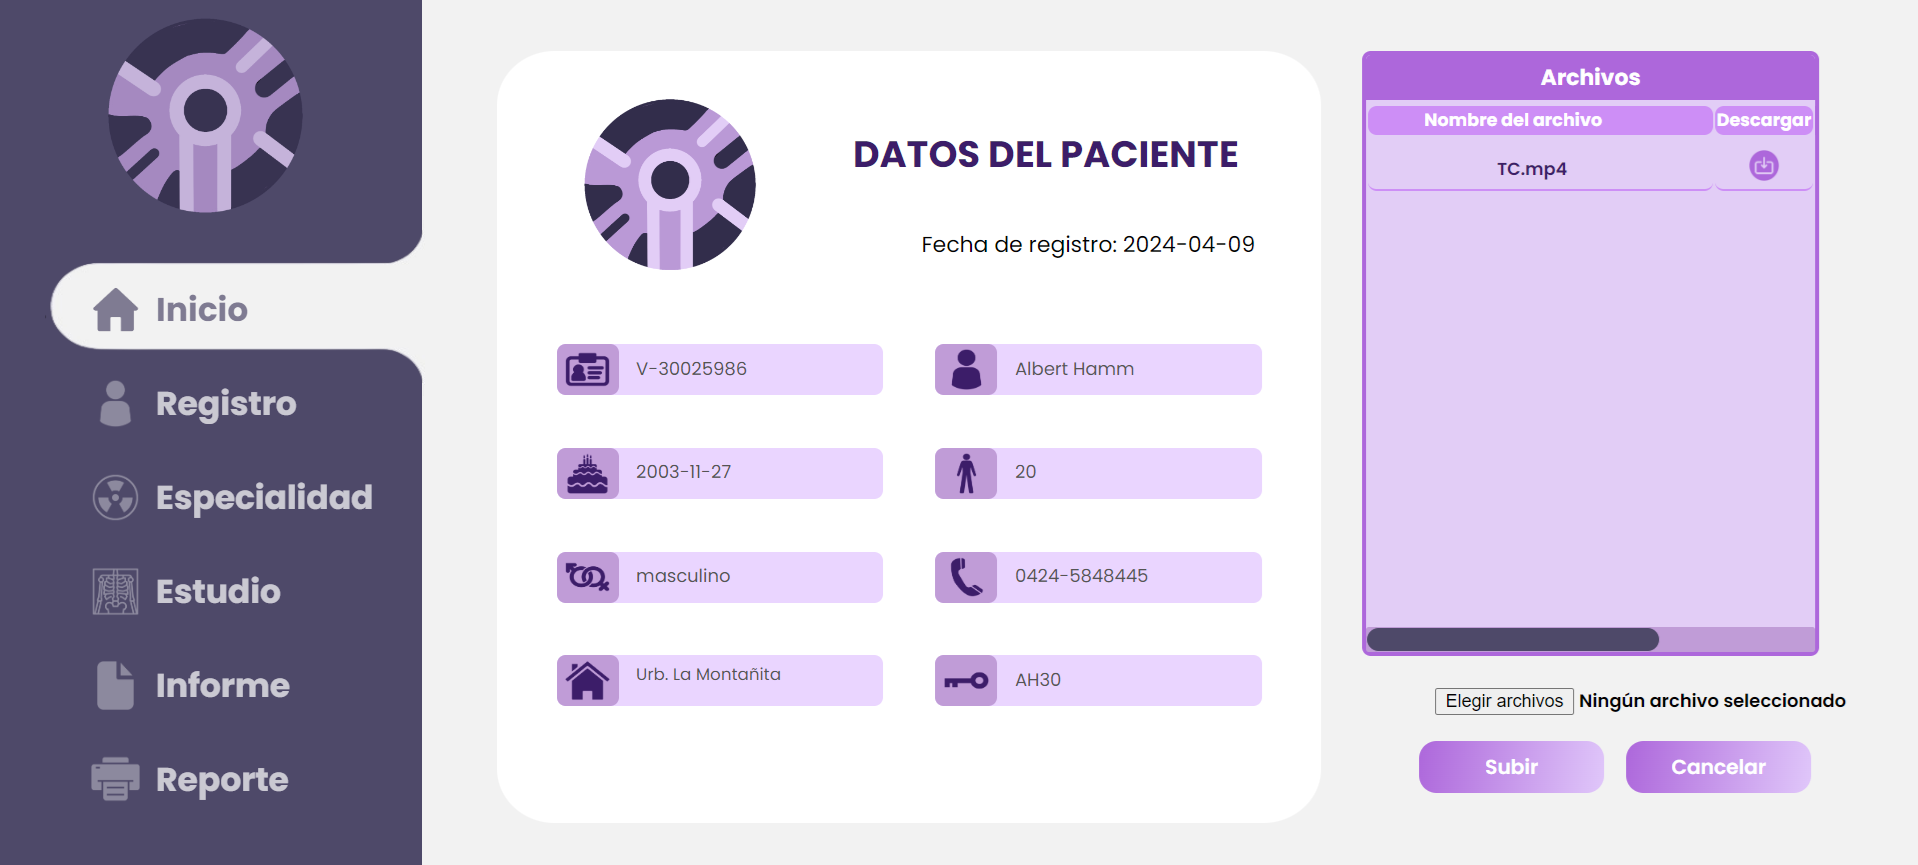 Inicio
Registro
Especialidad
Estudio
Informe
Reporte
DATOS DEL PACIENTE
Fecha de registro: 2024-04-09
V-30025986
Albert Hamm
2003-11-27
20
masculino
0424-5848445
Urb. La Montañita
AH30
Archivos
Nombre del archivo Descargar
TC.mp4
Elegir archivos Ningún archivo seleccionado
Subir Cancelar